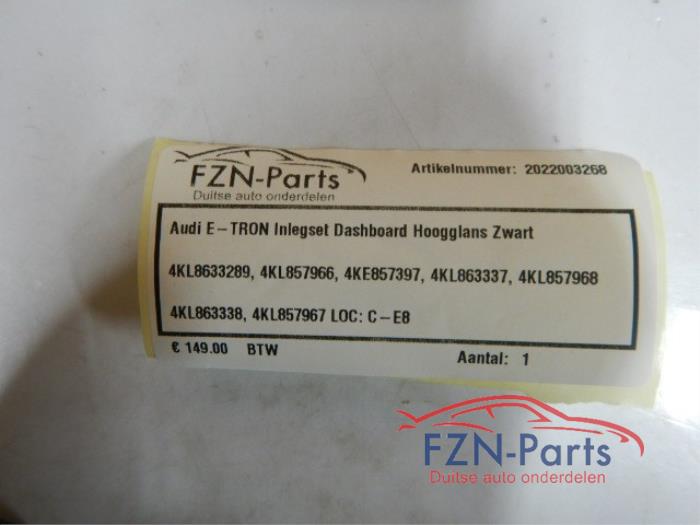 FZN-Parts
Duitse auto onderdelen
Artikelnummer: 2022003268
Audi E-TRON Inlegset Dashboard Hoogglans Zwart
4KL8633289, 4KL857966, 4KE857397, 4KL863337, 4KL857968
4KL863338, 4KL857967 LOC: C-E8
€ 149.00 BTW
Aantal: 1
FZN-Parts
Duitse auto onderdelen